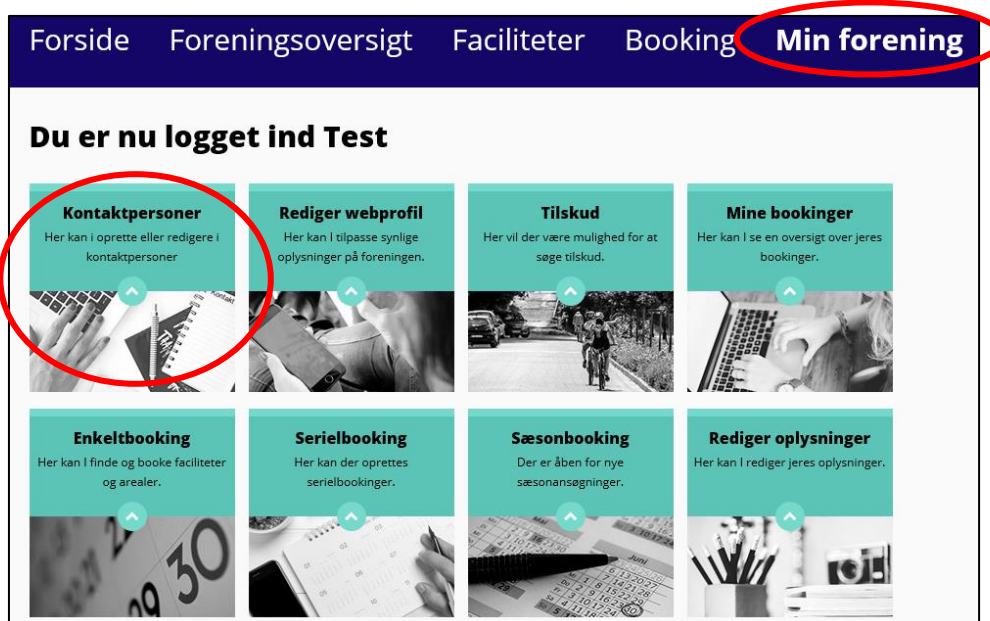 Forside Foreningsoversigt Faciliteter Booking Min forening
Du er nu logget ind Test
Kontaktpersoner
Her kan i oprette eller redigere i
kontaktpersoner
Rediger webprofil
Her kan I tilpasse synlige
oplysninger på foreningen.
Tilskud
Her vil der være mulighed for at
søge tilskud.
Mine bookinger
Her kan I se en oversigt over jeres
bookinger.
Kontakt
Enkeltbooking
Her kan I finde og booke faciliteter
og arealer.
Serielbooking
Her kan der oprettes
serielbookinger.
Sæsonbooking
Der er åben for nye
sæsonansøgninger.
Rediger oplysninger
Her kan I rediger jeres oplysninger.
30
Juni